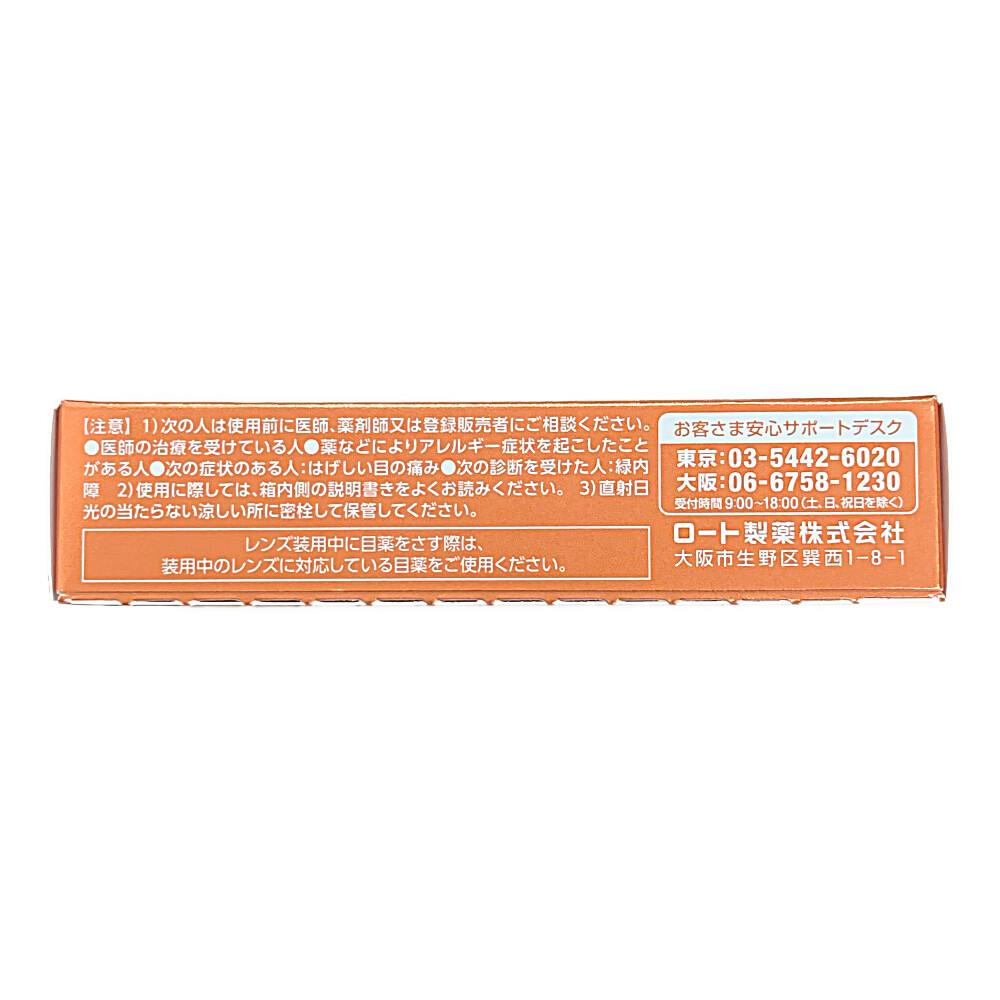 【注意】 1)次の人は使用前に医師、薬剤師又は登録販売者にご相談ください。
●医師の治療を受けている人●薬などによりアレルギー症状を起こしたこと
がある人●次の症状のある人:はげしい目の痛み●次の診断を受けた人:緑内
障 2)使用に際しては、箱内側の説明書きをよくお読みください。 3)直射日
光の当たらない涼しい所に密栓して保管してください。
レンズ装用中に目薬をさす際は、
装用中のレンズに対応している目薬をご使用ください。
お客さま安心サポートデスク
東京:03-5442-6020
大阪:06-6758-1230
受付時間 9:00~18:00(土、日、祝日を除く)
ロート製薬株式会社
大阪市生野区巽西1-8-1